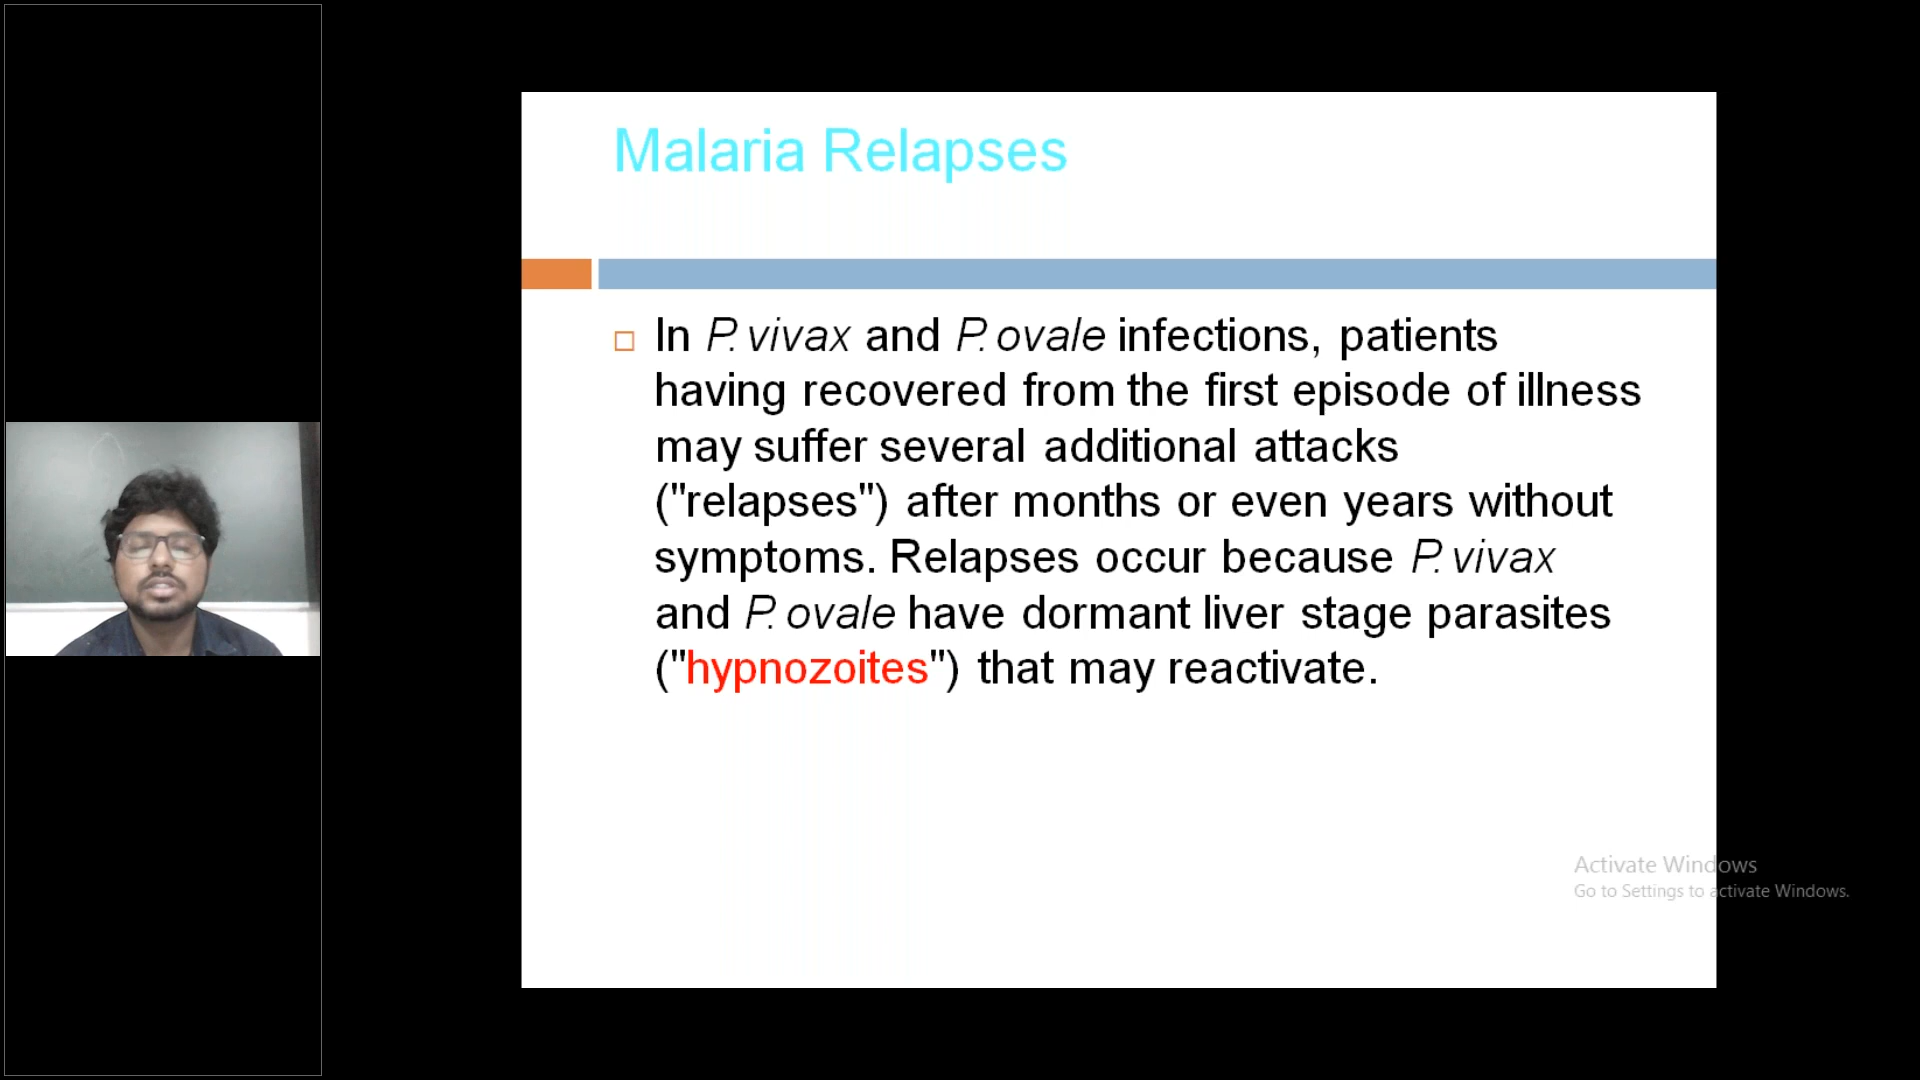 Malaria Relapses
In P. vivax and P. ovale infections, patients
having recovered from the first episode of illness
may suffer several additional attacks
("relapses") after months or even years without
symptoms. Relapses occur because P. vivax
and P. ovale have dormant liver stage parasites
("hypnozoites") that may reactivate.
Activate Windows
Go to Settings to activate Windows.